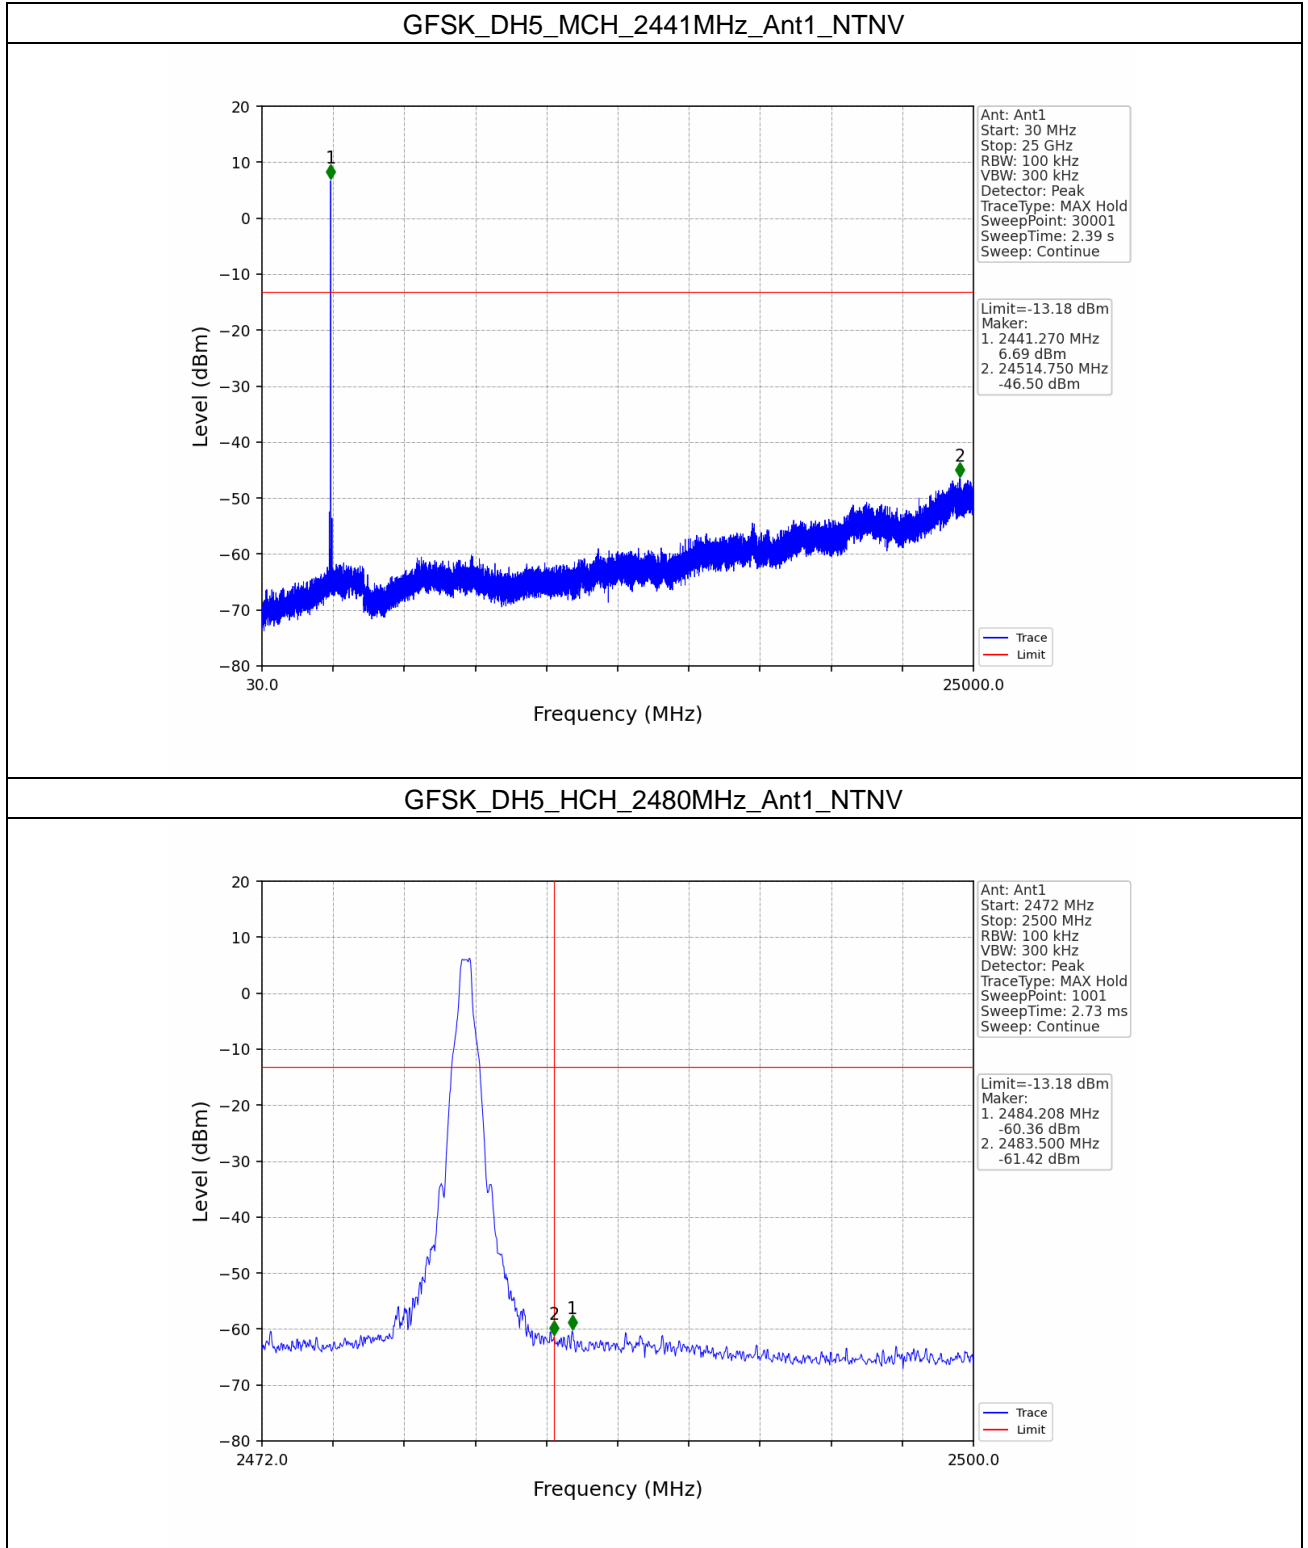 GFSK_DH5_MCH_2441MHz_Ant1_NTNV
20
10
0
−10
−20
−30
−40
−50
−60
−70
−80
Level (dBm)
1
2
30.0
25000.0
Frequency (MHz)
Ant: Ant1
Start: 30 MHz
Stop: 25 GHz
RBW: 100 kHz
VBW: 300 kHz
Detector: Peak
TraceType: MAX Hold
SweepPoint: 30001
SweepTime: 2.39 s
Sweep: Continue
Limit=-13.18 dBm
Maker:
1. 2441.270 MHz
6.69 dBm
2. 24514.750 MHz
-46.50 dBm
Trace
Limit
GFSK_DH5_HCH_2480MHz_Ant1_NTNV
20
10
0
−10
−20
−30
−40
−50
−60
−70
−80
Level (dBm)
2
1
2472.0
2500.0
Frequency (MHz)
Ant: Ant1
Start: 2472 MHz
Stop: 2500 MHz
RBW: 100 kHz
VBW: 300 kHz
Detector: Peak
TraceType: MAX Hold
SweepPoint: 1001
SweepTime: 2.73 ms
Sweep: Continue
Limit=-13.18 dBm
Maker:
1. 2484.208 MHz
-60.36 dBm
2. 2483.500 MHz
-61.42 dBm
Trace
Limit